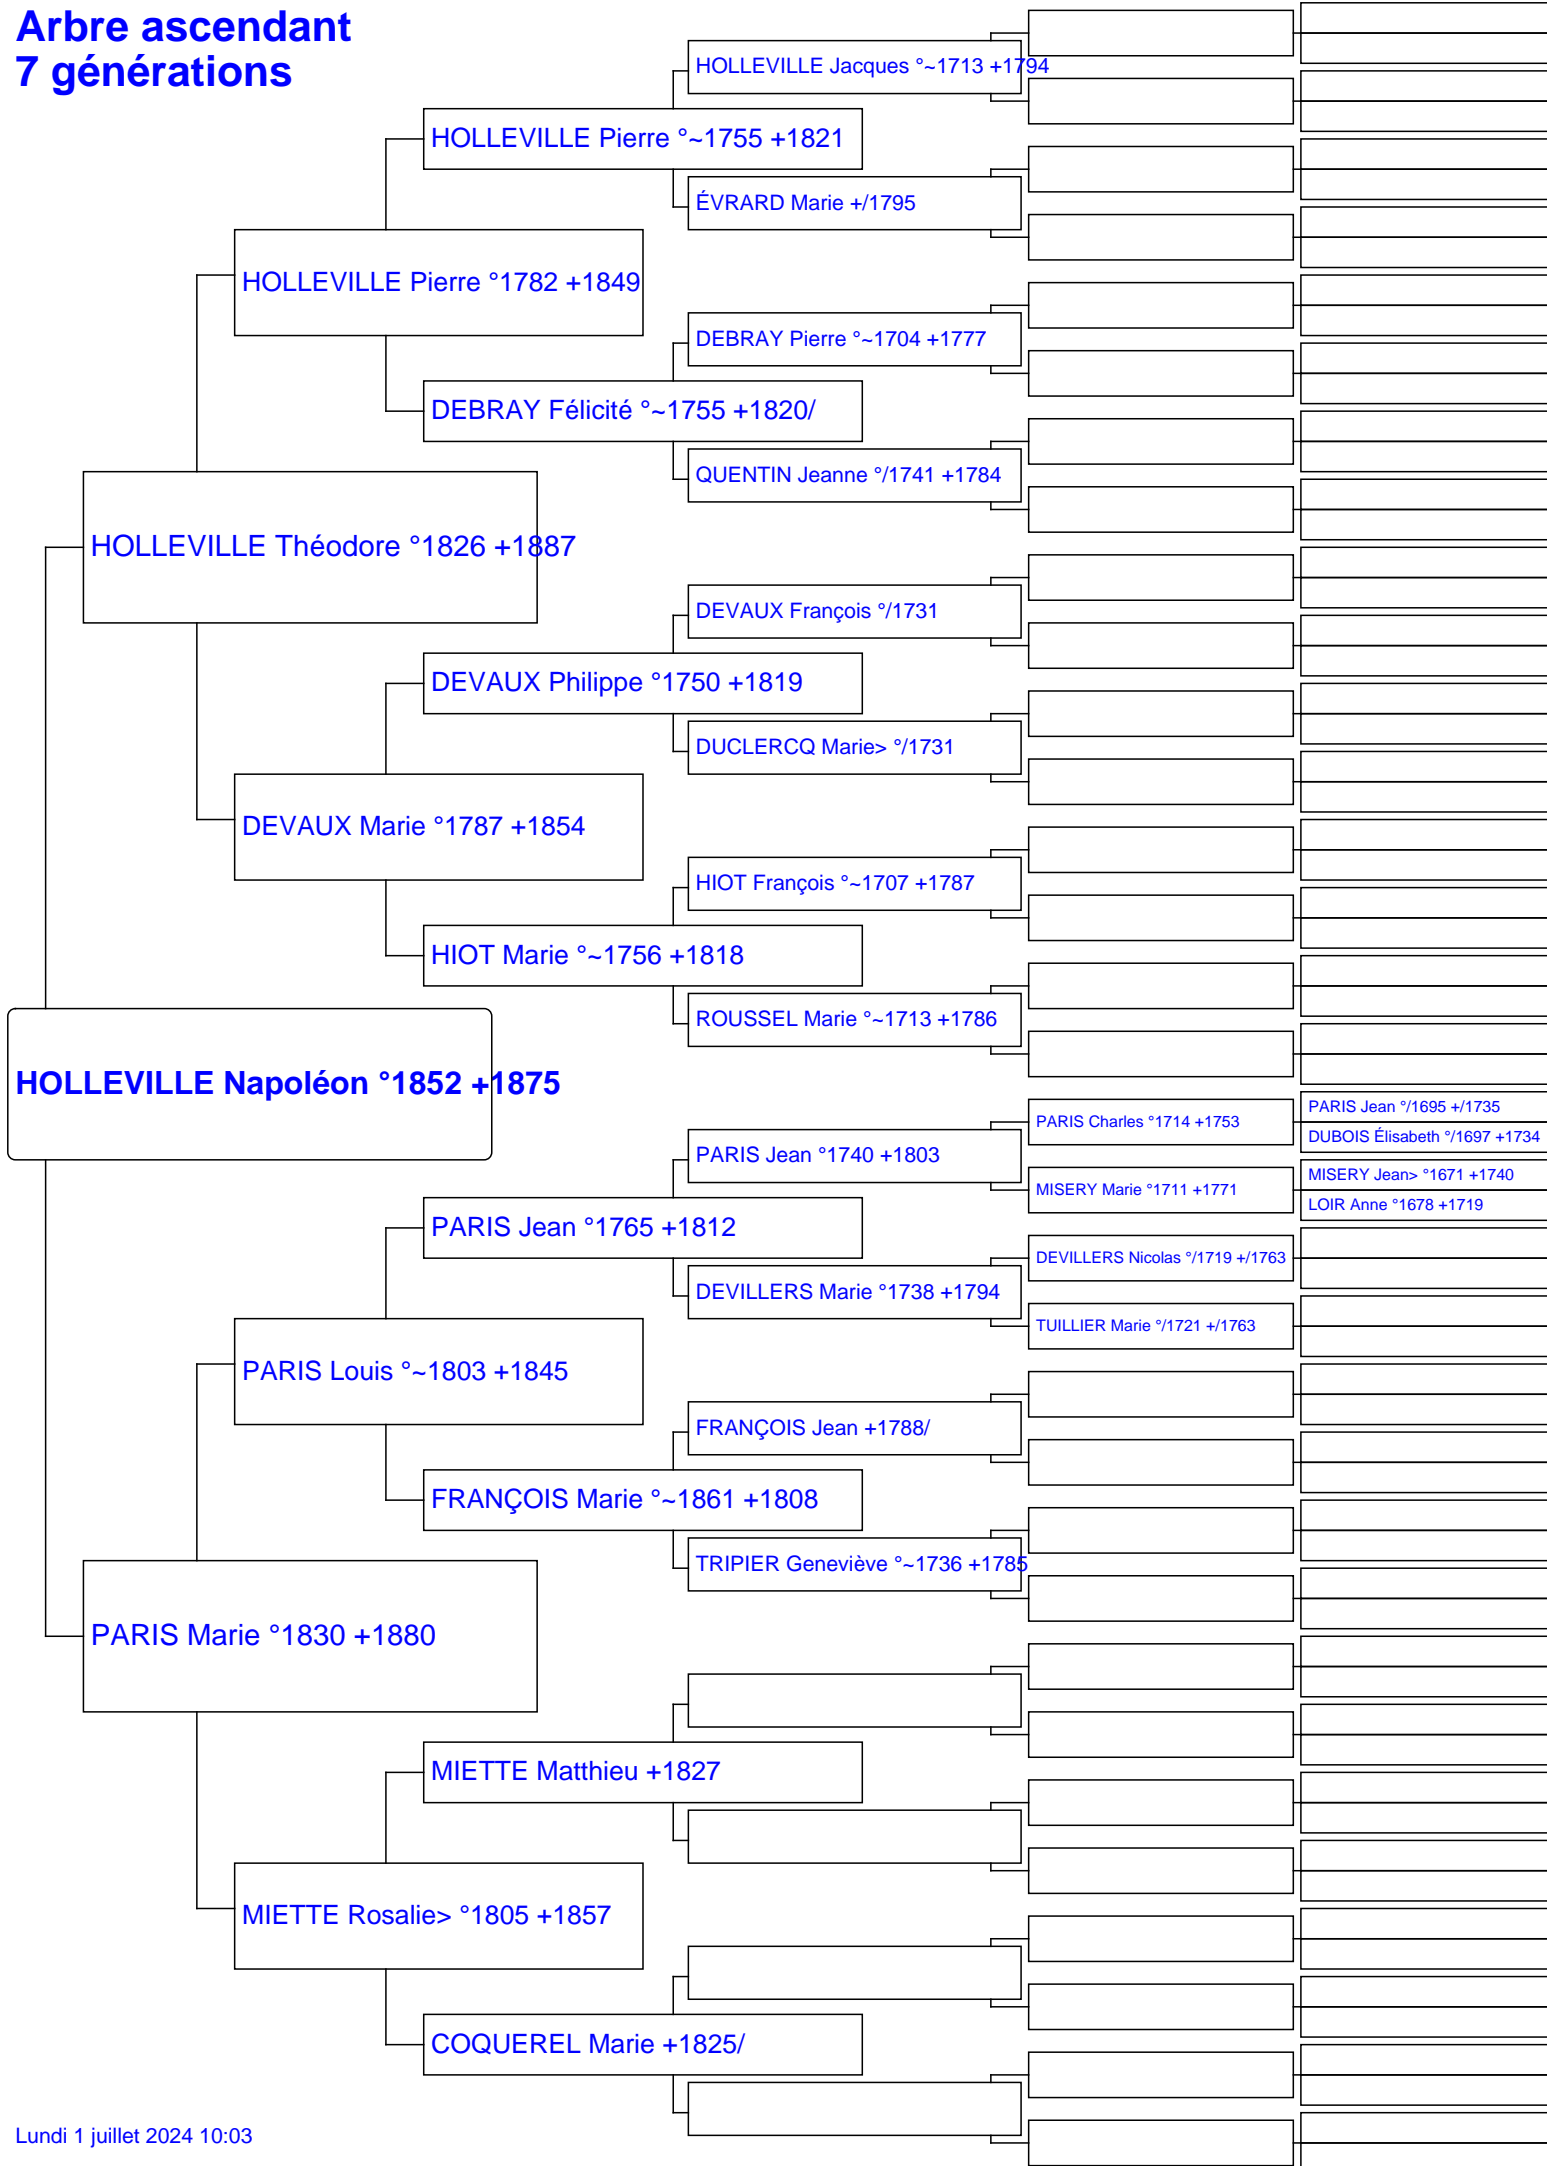 Arbre ascendant
7 générations
HOLLEVILLE Jacques °~1713 +1794
HOLLEVILLE Pierre °~1755 +1821
ÉVRARD Marie +/1795
HOLLEVILLE Pierre °1782 +1849
DEBRAY Pierre °~1704 +1777
DEBRAY Félicité °~1755 +1820/
QUENTIN Jeanne °/1741 +1784
HOLLEVILLE Théodore °1826 +1887
DEVAUX François °/1731
DEVAUX Philippe °1750 +1819
DUCLERCQ Marie> °/1731
DEVAUX Marie °1787 +1854
HIOT François °~1707 +1787
HIOT Marie °~1756 +1818
ROUSSEL Marie °~1713 +1786
HOLLEVILLE Napoléon °1852 +1875
PARIS Jean °/1695 +/1735
PARIS Charles °1714 +1753
DUBOIS Élisabeth °/1697 +1734
PARIS Jean °1740 +1803
MISERY Jean> °1671 +1740
MISERY Marie °1711 +1771
LOIR Anne °1678 +1719
PARIS Jean °1765 +1812
DEVILLERS Nicolas °/1719 +/1763
DEVILLERS Marie °1738 +1794
TUILLIER Marie °/1721 +/1763
PARIS Louis °~1803 +1845
FRANÇOIS Jean +1788/
FRANÇOIS Marie °~1861 +1808
TRIPIER Geneviève °~1736 +1785
PARIS Marie °1830 +1880
MIETTE Matthieu +1827
MIETTE Rosalie> °1805 +1857
COQUEREL Marie +1825/
Lundi 1 juillet 2024 10:03